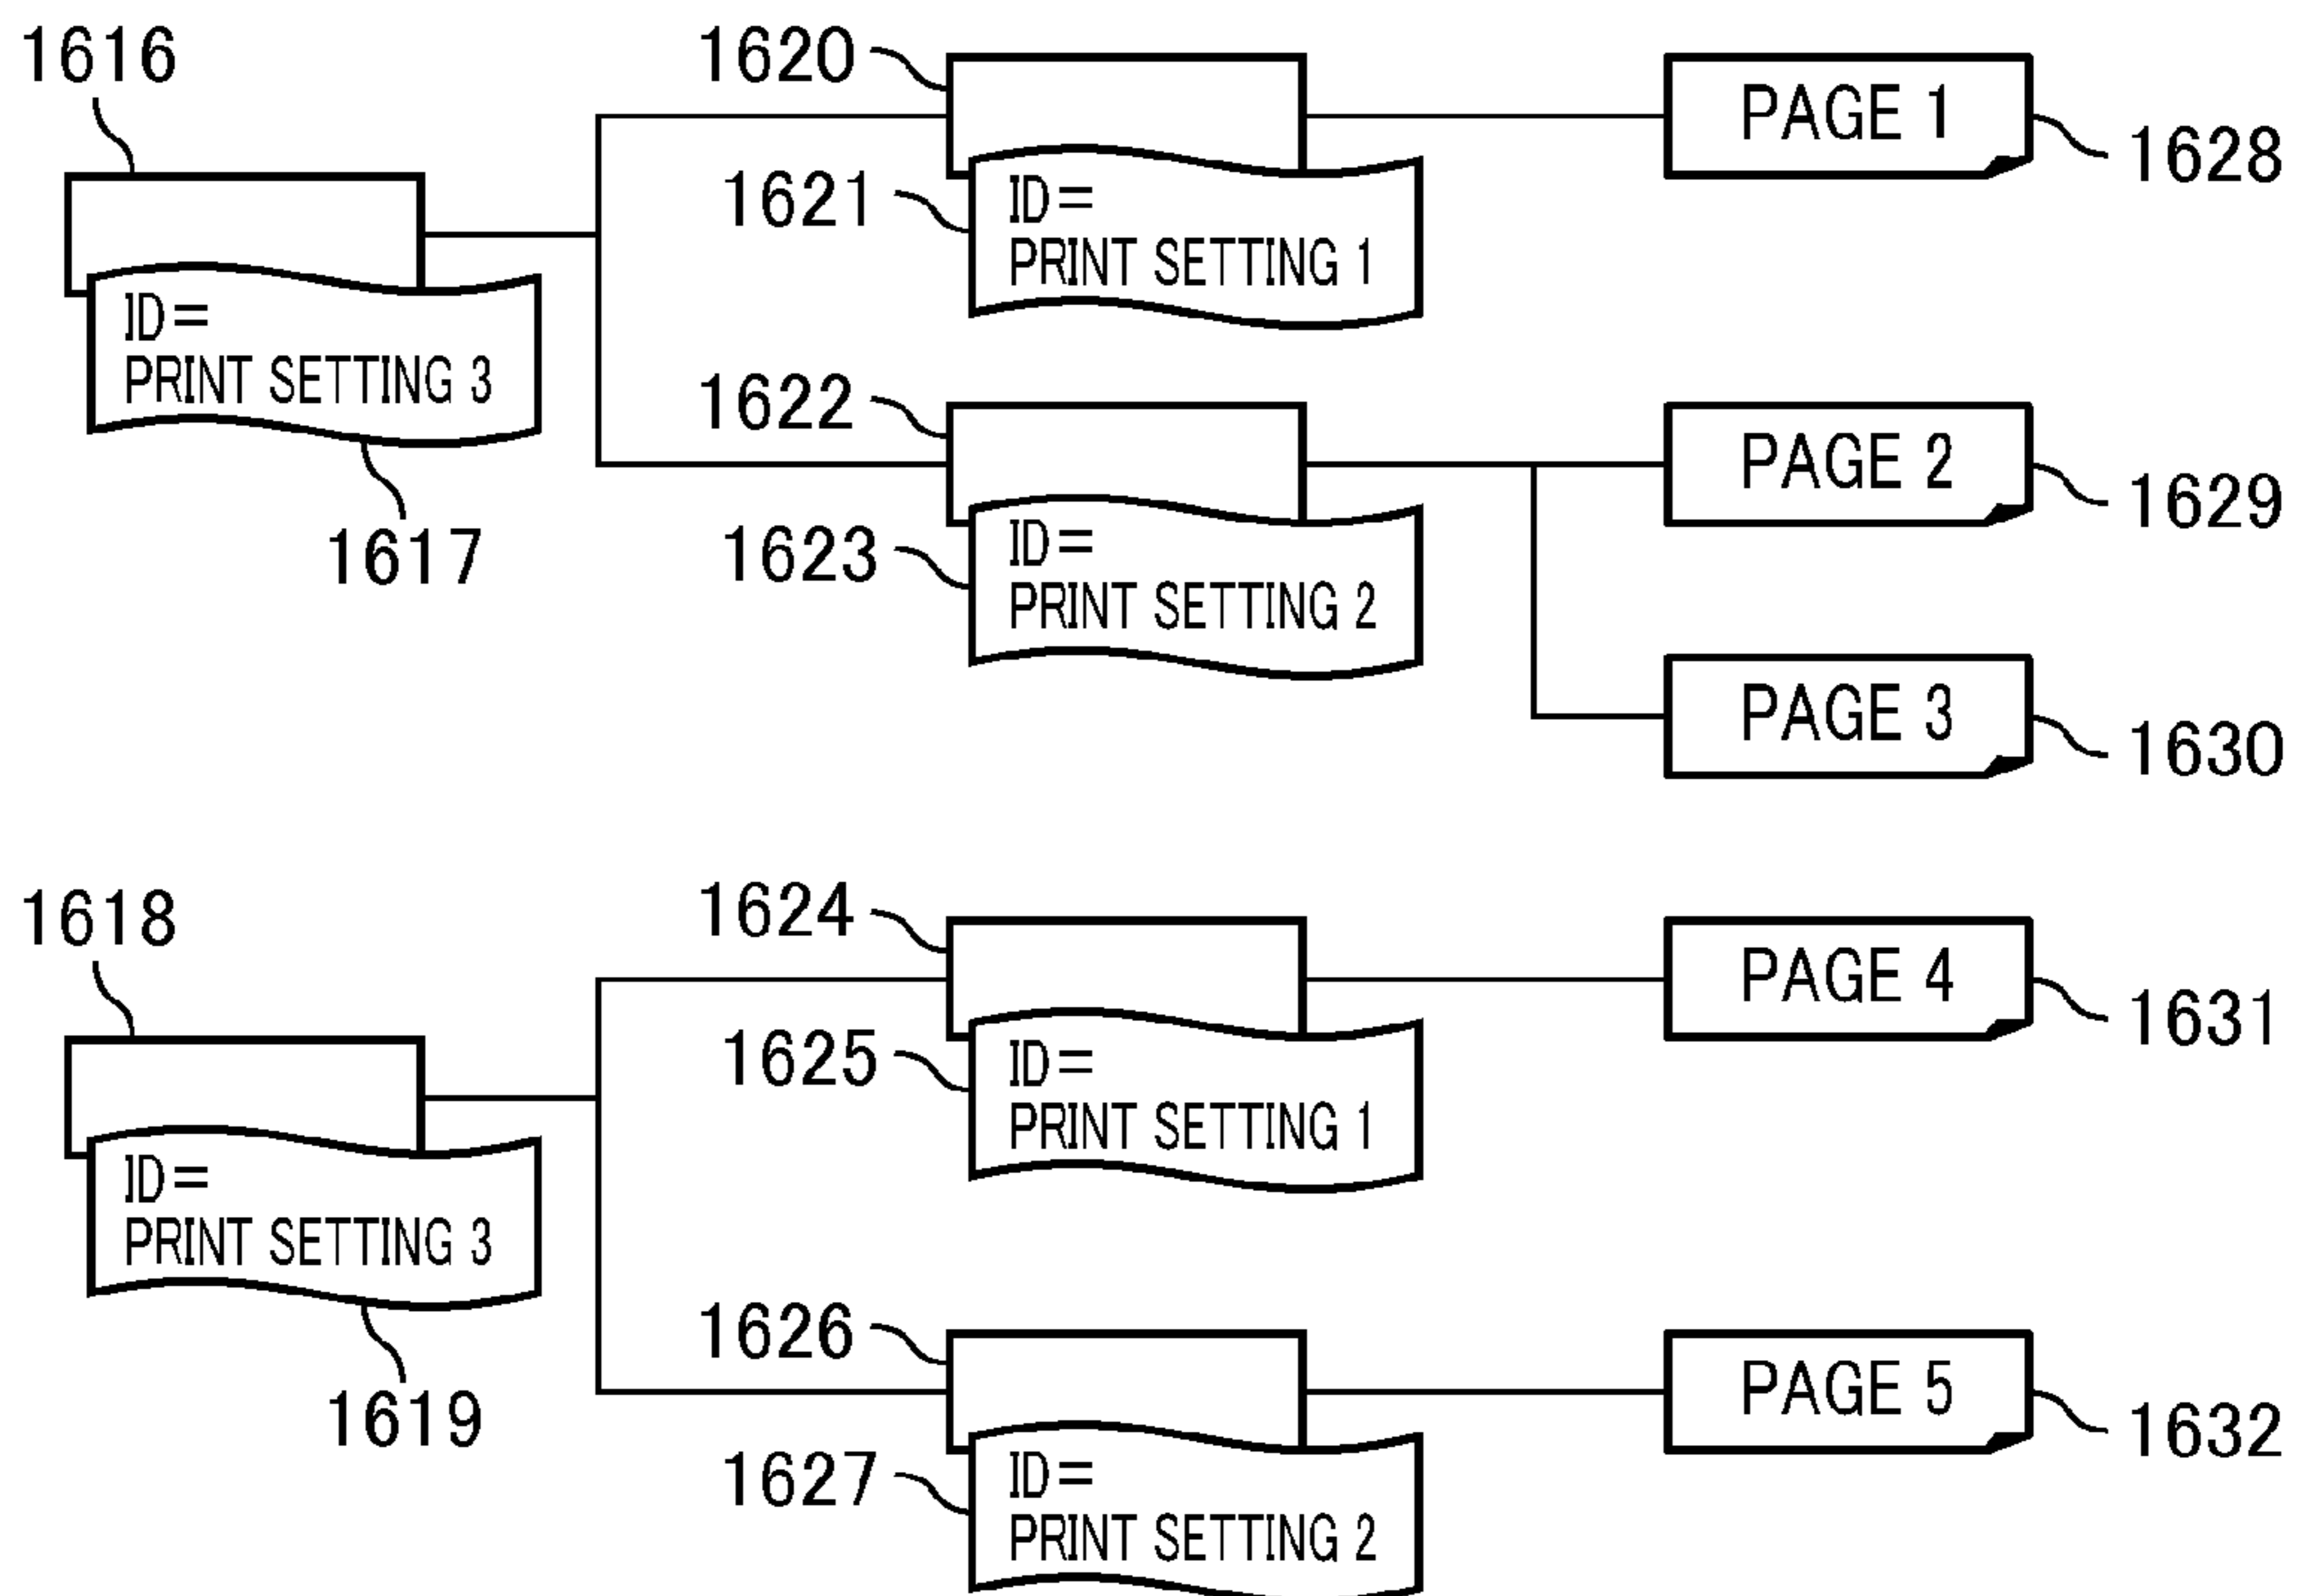 1616
1620
PAGE 1
1628
1621
ID=
PRINT SETTING 1
ID=
PRINT SETTING 3
1617
1622
PAGE 2
1629
1623
ID=
PRINT SETTING 2
PAGE 3
1630
1618
1624
PAGE 4
1631
1625
ID=
PRINT SETTING 1
ID=
PRINT SETTING 3
1619
1626
PAGE 5
1632
1627
ID=
PRINT SETTING 2